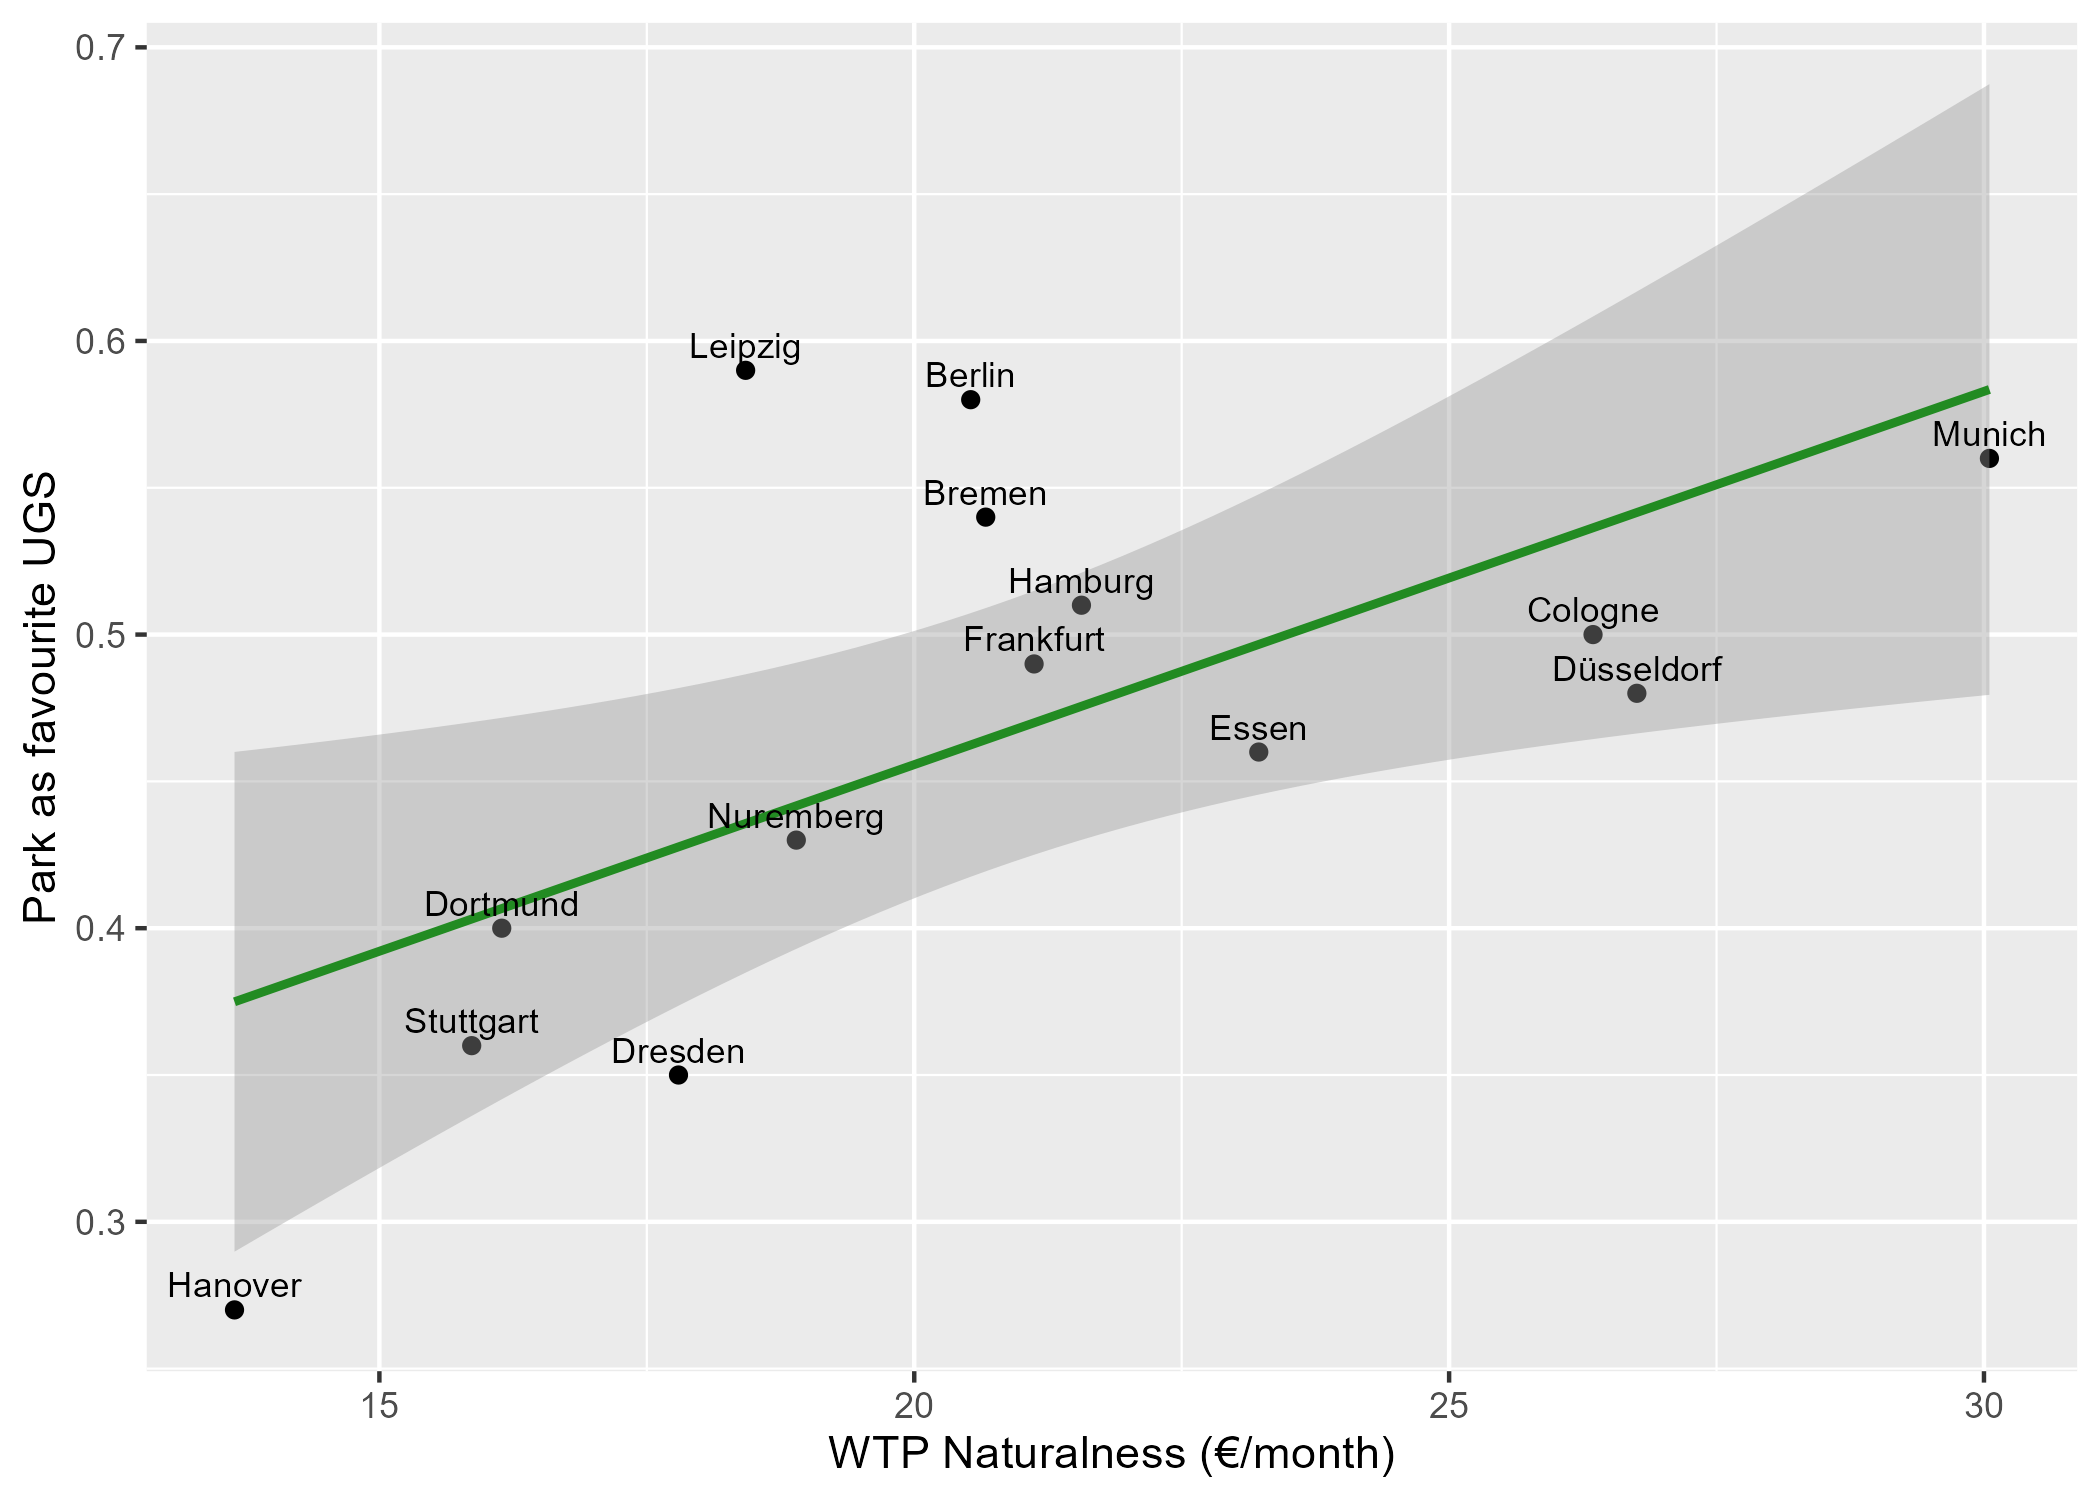 0.7
0.6
0.5
0.4
0.3
Park as favourite UGS
Leipzig
Berlin
Munich
Bremen
Hamburg
Cologne
Frankfurt
Düsseldorf
Essen
Nuremberg
Dortmund
Stuttgart
Dresden
Hanover
15 20 25 30
WTP Naturalness (€/month)